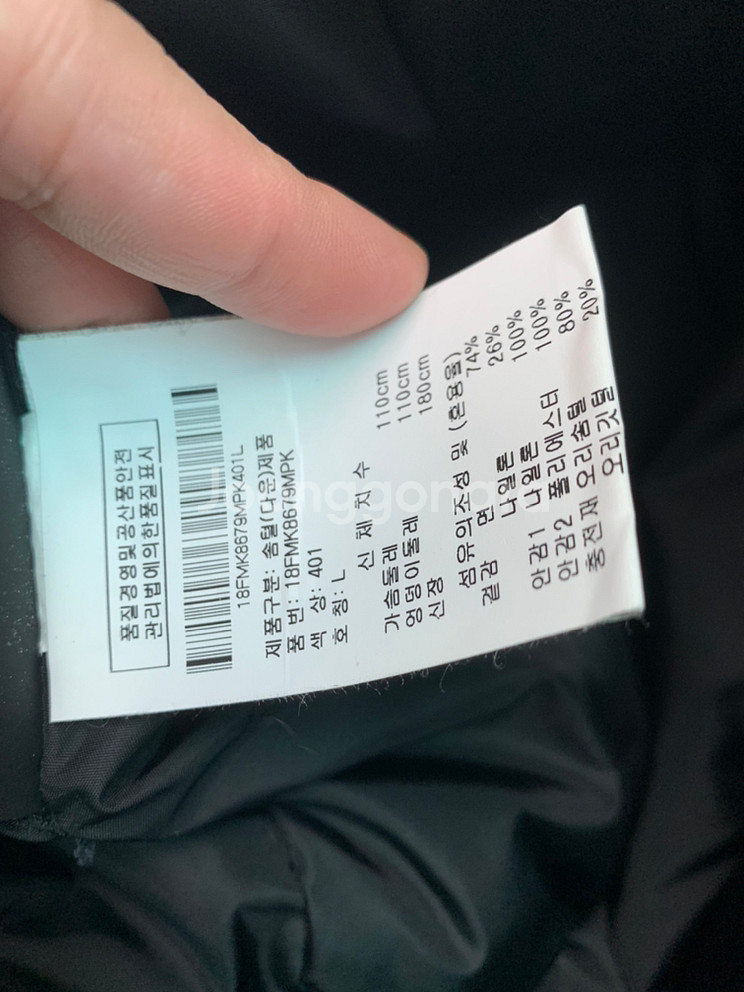 품질경영및공산품안전
관리법에의한품질표시
18FMK8679MPK401L
제품구분: 솜털(다운)제품
품 번: 18FMK8679MPK
색 상: 401
호 칭: L
신 체 치 수
가슴둘레 110cm
엉덩이둘레 110cm
신장 180cm
섬유의조성 및 (혼용율)
겉감 면 74%
나일론 26%
안감1 나일론 100%
안감2 폴리에스터 100%
충전재 오리솜털 80%
오리깃털 20%